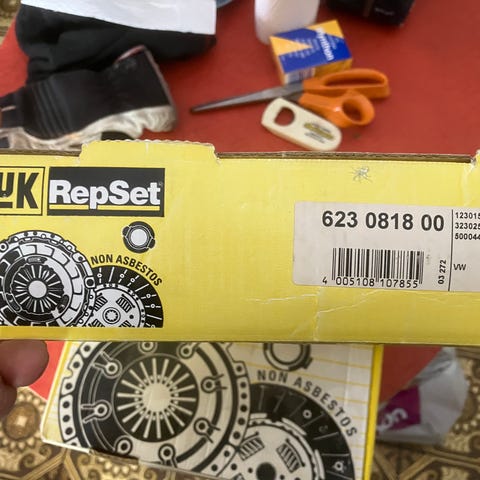 UK RepSet
NON ASBESTOS
623 0818 00
123015
323025
500044
VW
03 272
4 005108 107855
NON ASBESTOS